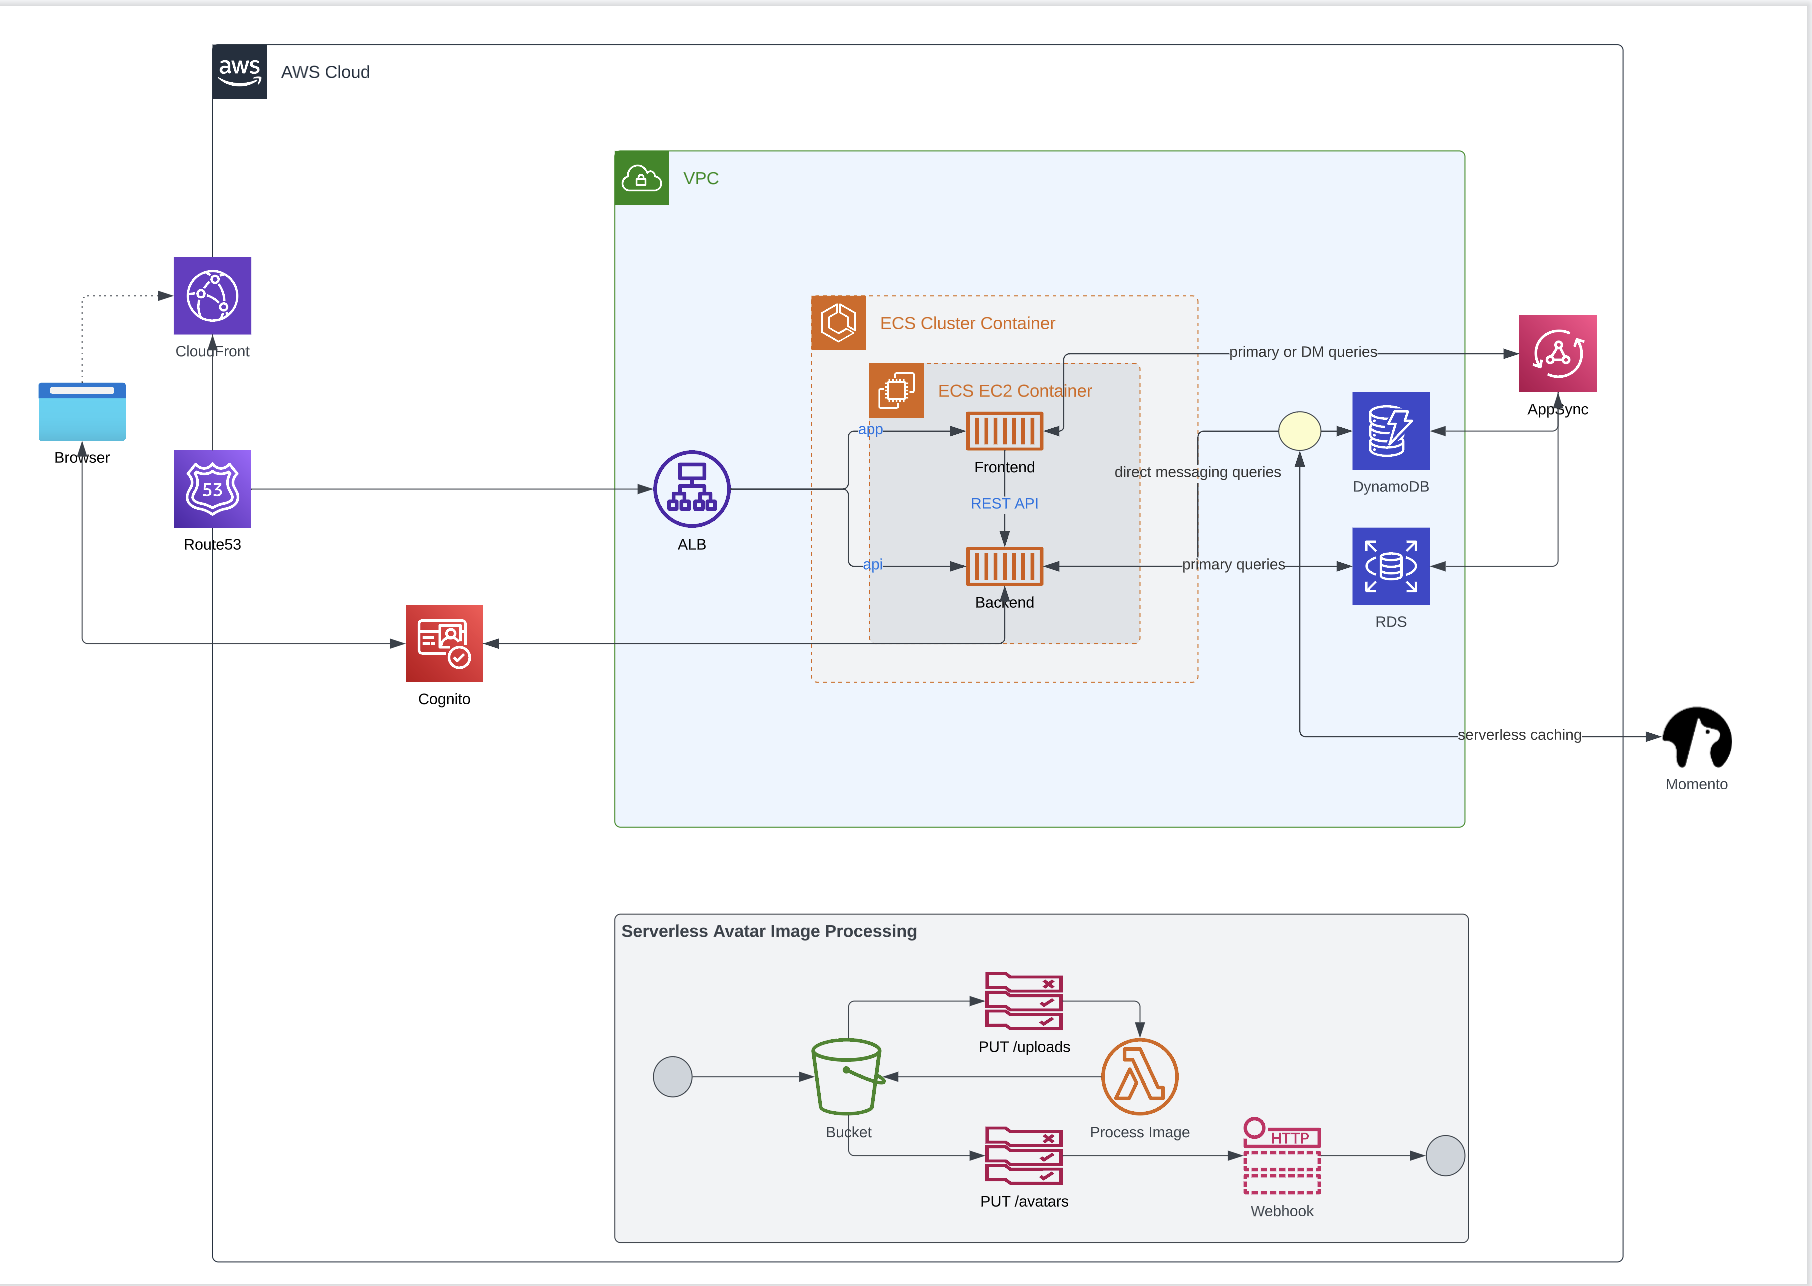 aws
AWS Cloud
VPC
CloudFront
ECS Cluster Container
primary or DM queries
ECS EC2 Container
AppSync
app
Browser
Frontend
direct messaging queries
DynamoDB
53
REST API
Route53
ALB
api
primary queries
Backend
RDS
Cognito
serverless caching
Momento
Serverless Avatar Image Processing
PUT /uploads
Bucket
Process Image
HTTP
PUT /avatars
Webhook